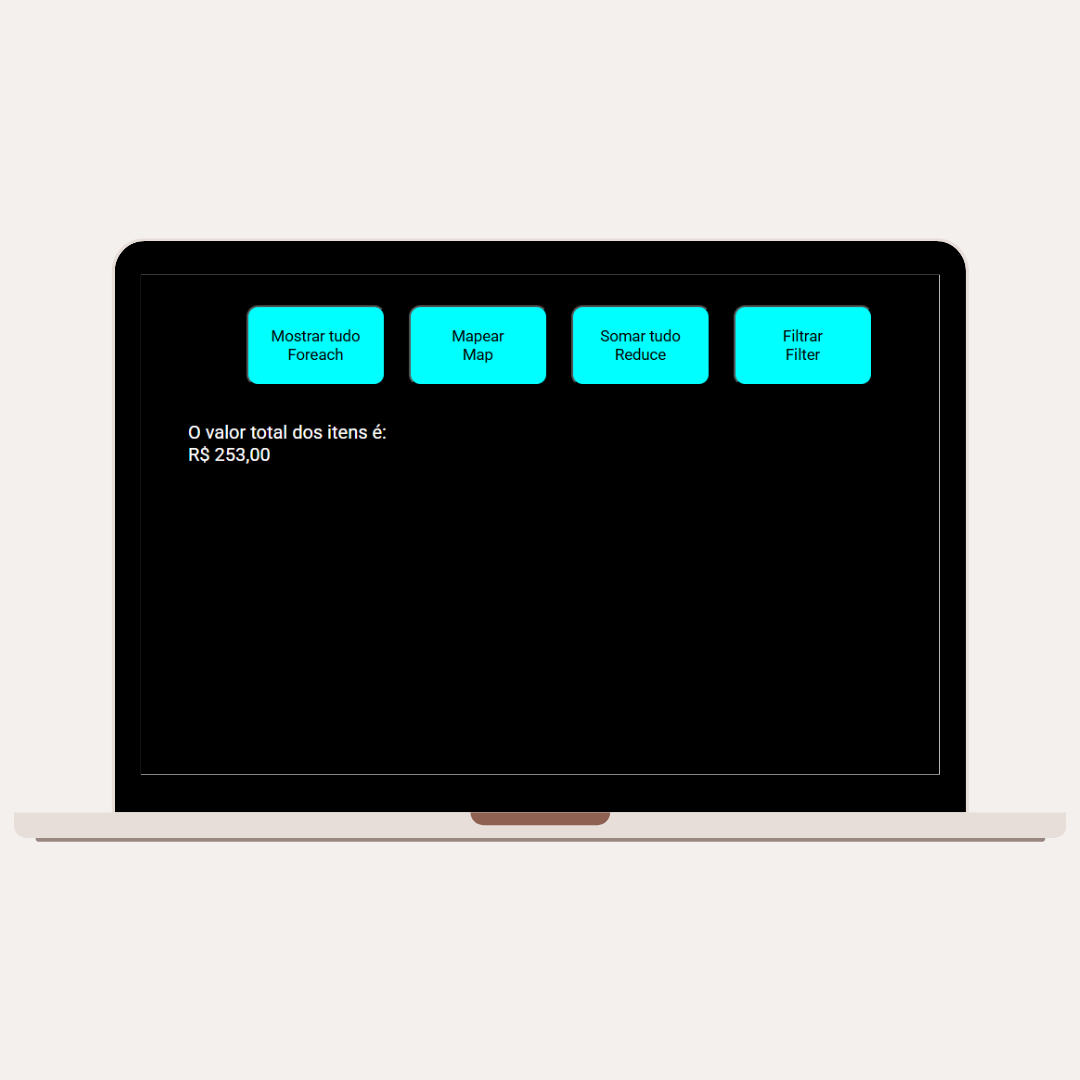 Mostrar tudo
Foreach
Mapear
Map
Somar tudo
Reduce
Filtrar
Filter
O valor total dos itens é:
R$ 253,00